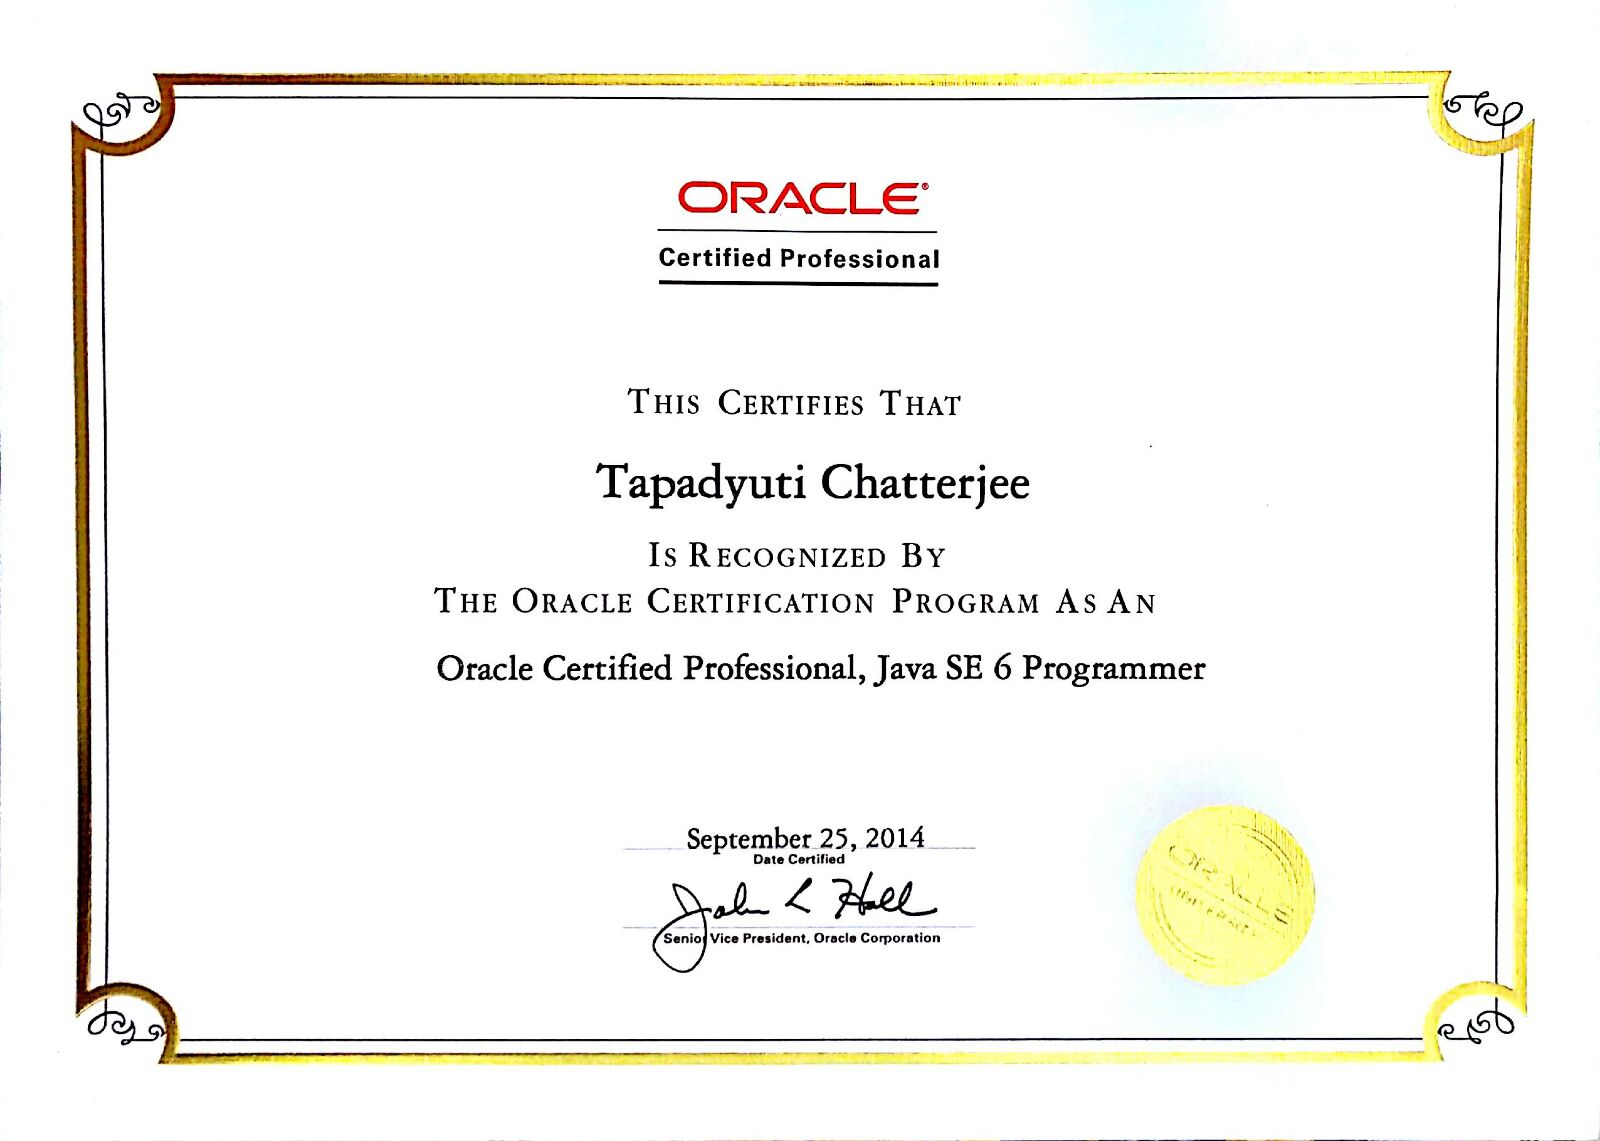 ORACLE®
Certified Professional
THIS CERTIFIES THAT
Tapadyuti Chatterjee
IS RECOGNIZED BY
THE ORACLE CERTIFICATION PROGRAM AS AN
Oracle Certified Professional, Java SE 6 Programmer
September 25, 2014
Date Certified
John L Hall
Senior Vice President, Oracle Corporation
ORACLE